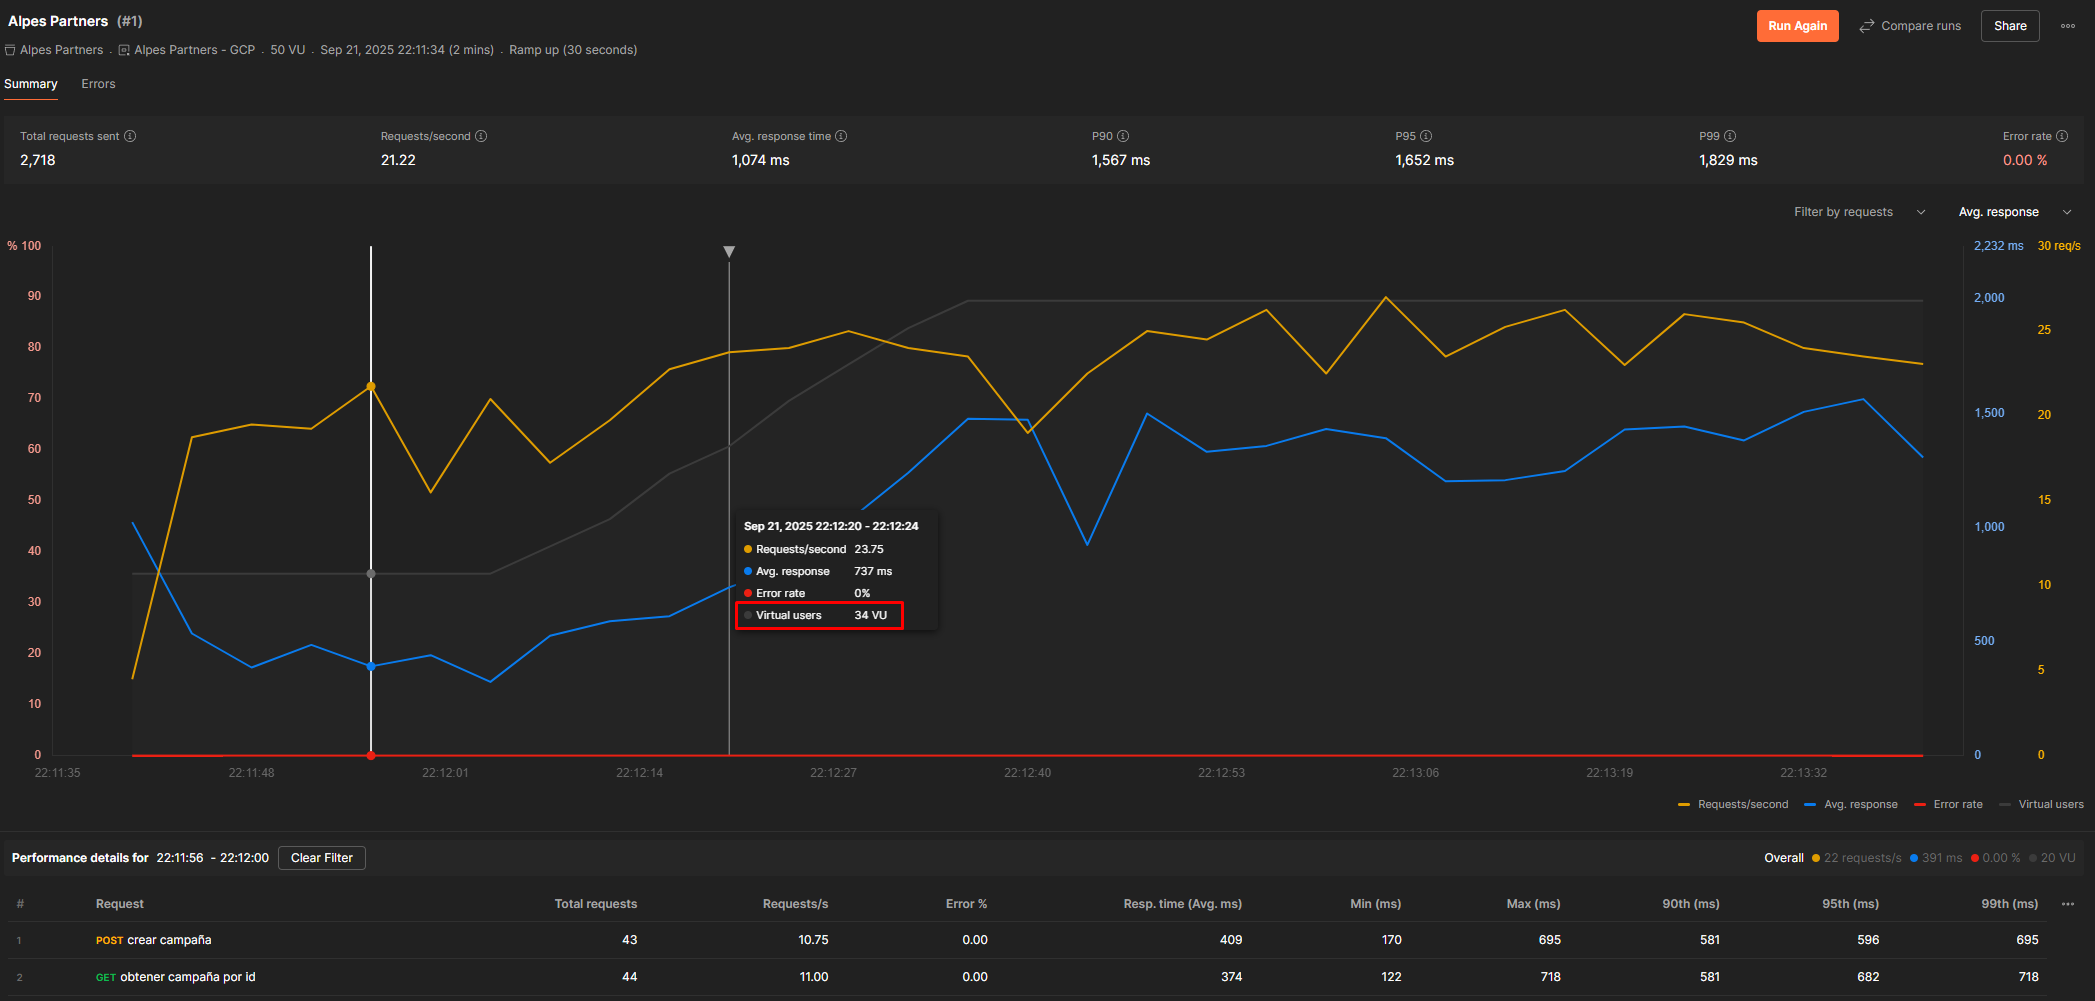 Alpes Partners (#1)
Run Again Compare runs Share
Alpes Partners . Alpes Partners - GCP . 50 VU . Sep 21, 2025 22:11:34 (2 mins) . Ramp up (30 seconds)
Summary Errors
Total requests sent Requests/second Avg. response time P90 P95 P99 Error rate
2,718 21.22 1,074 ms 1,567 ms 1,652 ms 1,829 ms 0.00 %
Filter by requests Avg. response
% 100 2,232 ms 30 req/s
90 2,000
25
80
70 1,500 20
60
50 15
Sep 21, 2025 22:12:20 - 22:12:24
1,000
Requests/second 23.75
40
Avg. response 737 ms
10
Error rate 0%
30
Virtual users 34 VU
20 500
5
10
0 0 0
22:11:35 22:11:48 22:12:01 22:12:14 22:12:27 22:12:40 22:12:53 22:13:06 22:13:19 22:13:32
Requests/second Avg. response Error rate Virtual users
Performance details for 22:11:56 - 22:12:00 Clear Filter Overall 22 requests/s 391 ms 0.00 % 20 VU
# Request Total requests Requests/s Error % Resp. time (Avg. ms) Min (ms) Max (ms) 90th (ms) 95th (ms) 99th (ms)
1 POST crear campaña 43 10.75 0.00 409 170 695 581 596 695
2 GET obtener campaña por id 44 11.00 0.00 374 122 718 581 682 718